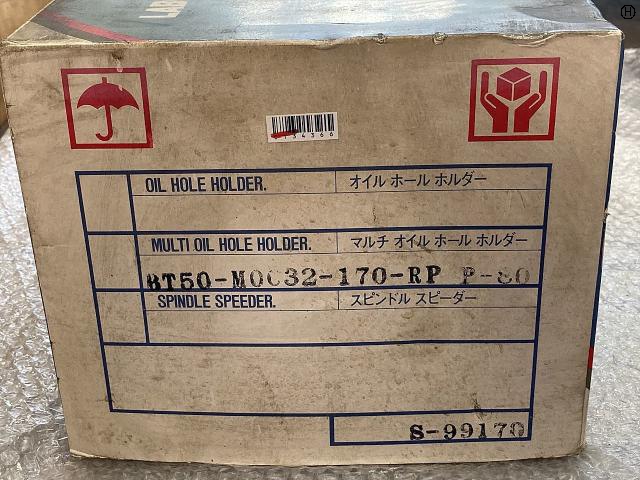 OIL HOLE HOLDER. オイル ホール ホルダー
MULTI OIL HOLE HOLDER. マルチ オイル ホール ホルダー
BT50-MOC32-170-RP P-80
SPINDLE SPEEDER. スピンドル スピーダー
S-99170